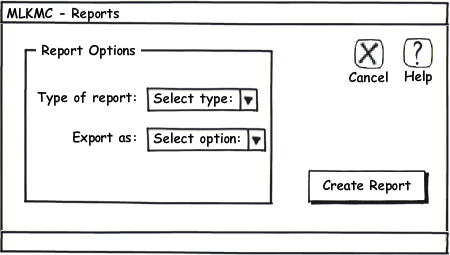 MLKMC - Reports
Report Options
Type of report: Select type:
Export as: Select option:
Cancel
Help
Create Report